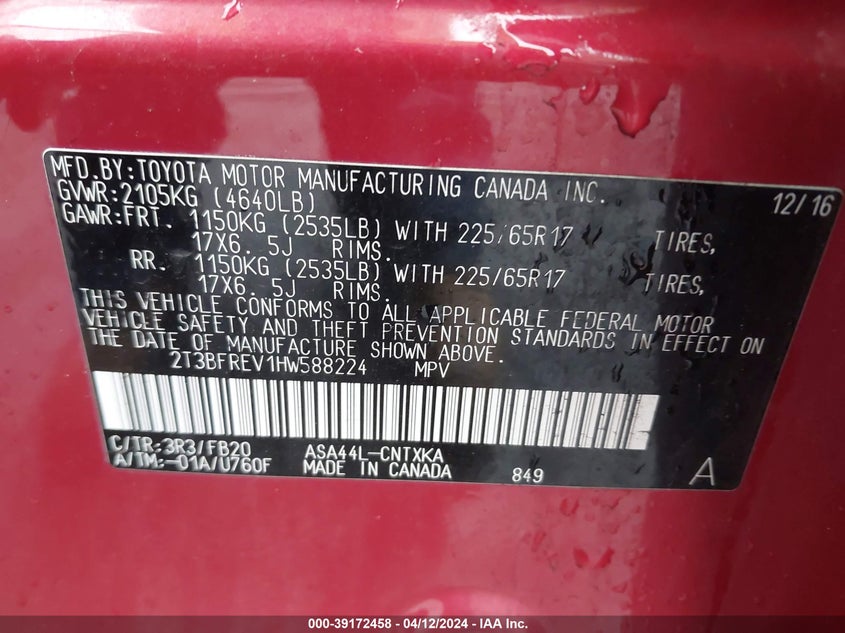 MFD.BY:TOYOTA MOTOR MANUFACTURING CANADA INC. 12/16
GVWR:2105KG (4640LB)
GAWR:FRT. 1150KG (2535LB) WITH 225/65R17 TIRES,
17X6. 5J RIMS.
RR. 1150KG (2535LB) WITH 225/65R17 TIRES,
17X6. 5J RIMS.
THIS VEHICLE CONFORMS TO ALL APPLICABLE FEDERAL MOTOR
VEHICLE SAFETY AND THEFT PREVENTION STANDARDS IN EFFECT ON
THE DATE OF MANUFACTURE SHOWN ABOVE.
2T3BFREV1HW588224 MPV
C/TR:3R3/FB20 ASA44L-CNTXKA
A/TM:-01A/U760F MADE IN CANADA 849 A
000-39172458 - 04/12/2024 - IAA Inc.